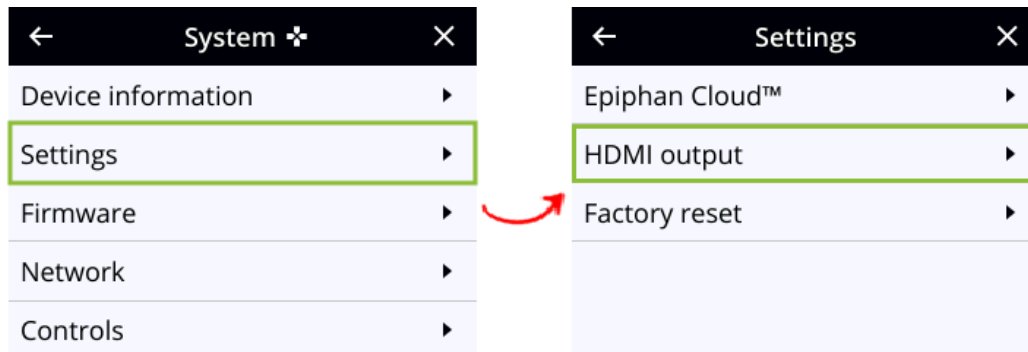 System
Device information
Settings
Firmware
Network
Controls
Settings
Epiphan Cloud™
HDMI output
Factory reset